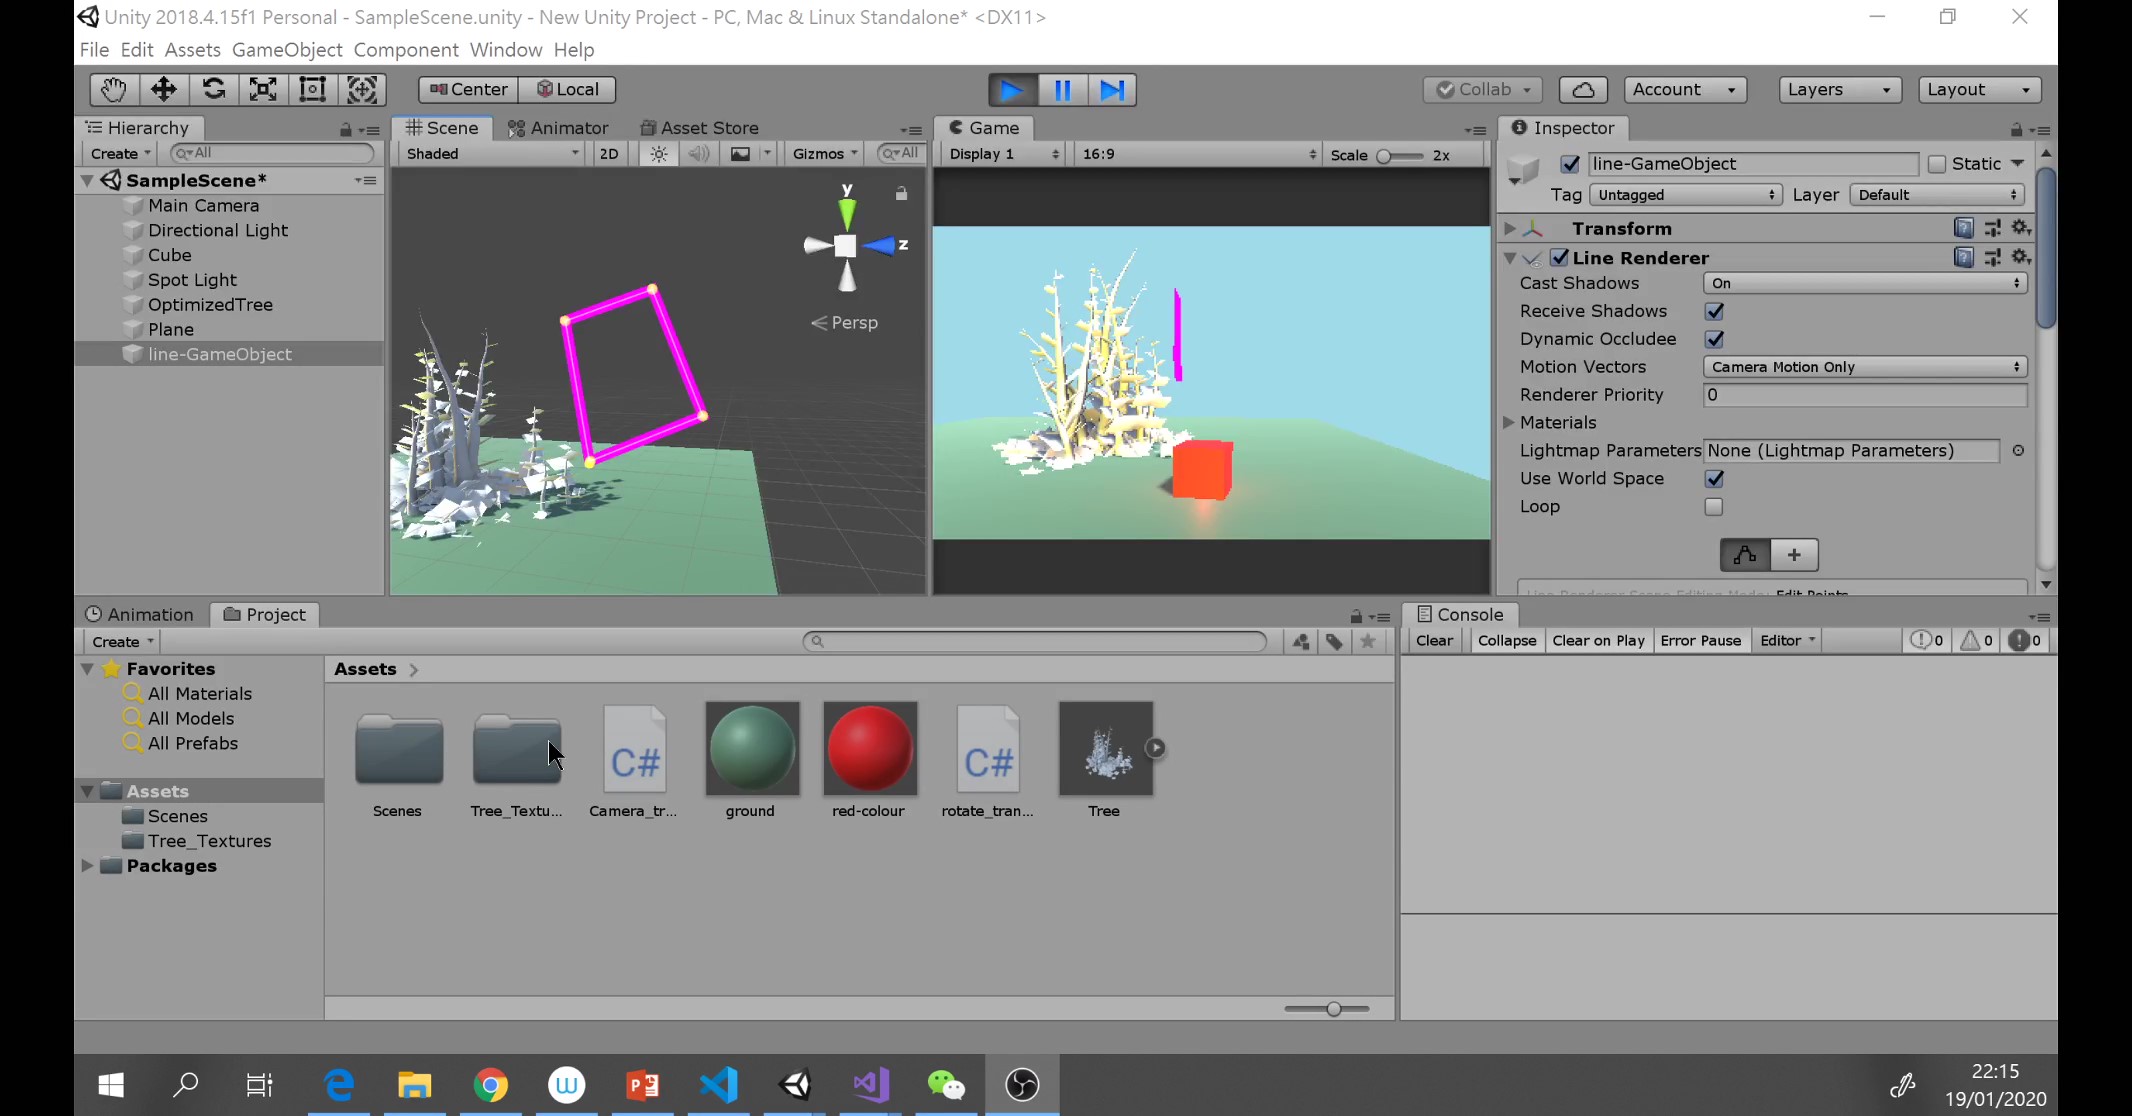 Unity 2018.4.15f1 Personal - SampleScene.unity - New Unity Project - PC, Mac & Linux Standalone* <DX11>
File Edit Assets GameObject Component Window Help
Center Local
Collab Account Layers Layout
Hierarchy
Create All
SampleScene*
Main Camera
Directional Light
Cube
Spot Light
OptimizedTree
Plane
line-GameObject
Scene Animator Asset Store
Shaded 2D Gizmos All
y
z
Persp
Game
Display 1 16:9 Scale 2x
Inspector
line-GameObject Static
Tag Untagged Layer Default
Transform
Line Renderer
Cast Shadows On
Receive Shadows
Dynamic Occludee
Motion Vectors Camera Motion Only
Renderer Priority 0
Materials
Lightmap Parameters None (Lightmap Parameters)
Use World Space
Loop
Animation Project
Create
Favorites
All Materials
All Models
All Prefabs
Assets
Scenes
Tree_Textures
Packages
Assets
C# C#
Scenes Tree_Textu... Camera_tr... ground red-colour rotate_tran... Tree
Console
Clear Collapse Clear on Play Error Pause Editor 0 0 0
22:15
19/01/2020